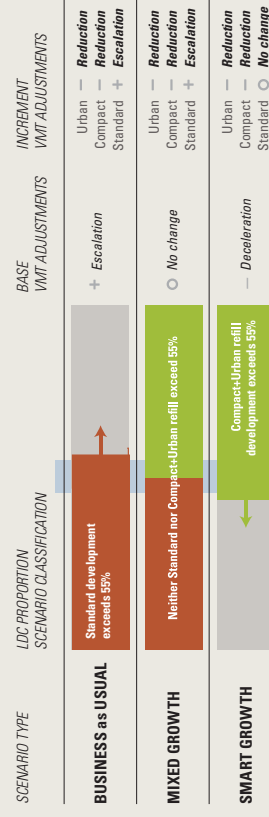 SCENARIO TYPE
LDC PROPORTION
SCENARIO CLASSIFICATION
BASE
VMT ADJUSTMENTS
INCREMENT
VMT ADJUSTMENTS
BUSINESS as USUAL
Standard development
exceeds 55%
+ Escalation
Urban — Reduction
Compact — Reduction
Standard + Escalation
MIXED GROWTH
Neither Standard nor Compact+Urban refill exceed 55%
O No change
Urban — Reduction
Compact — Reduction
Standard + Escalation
SMART GROWTH
Compact+Urban refill
development exceeds 55%
— Deceleration
Urban — Reduction
Compact — Reduction
Standard O No change